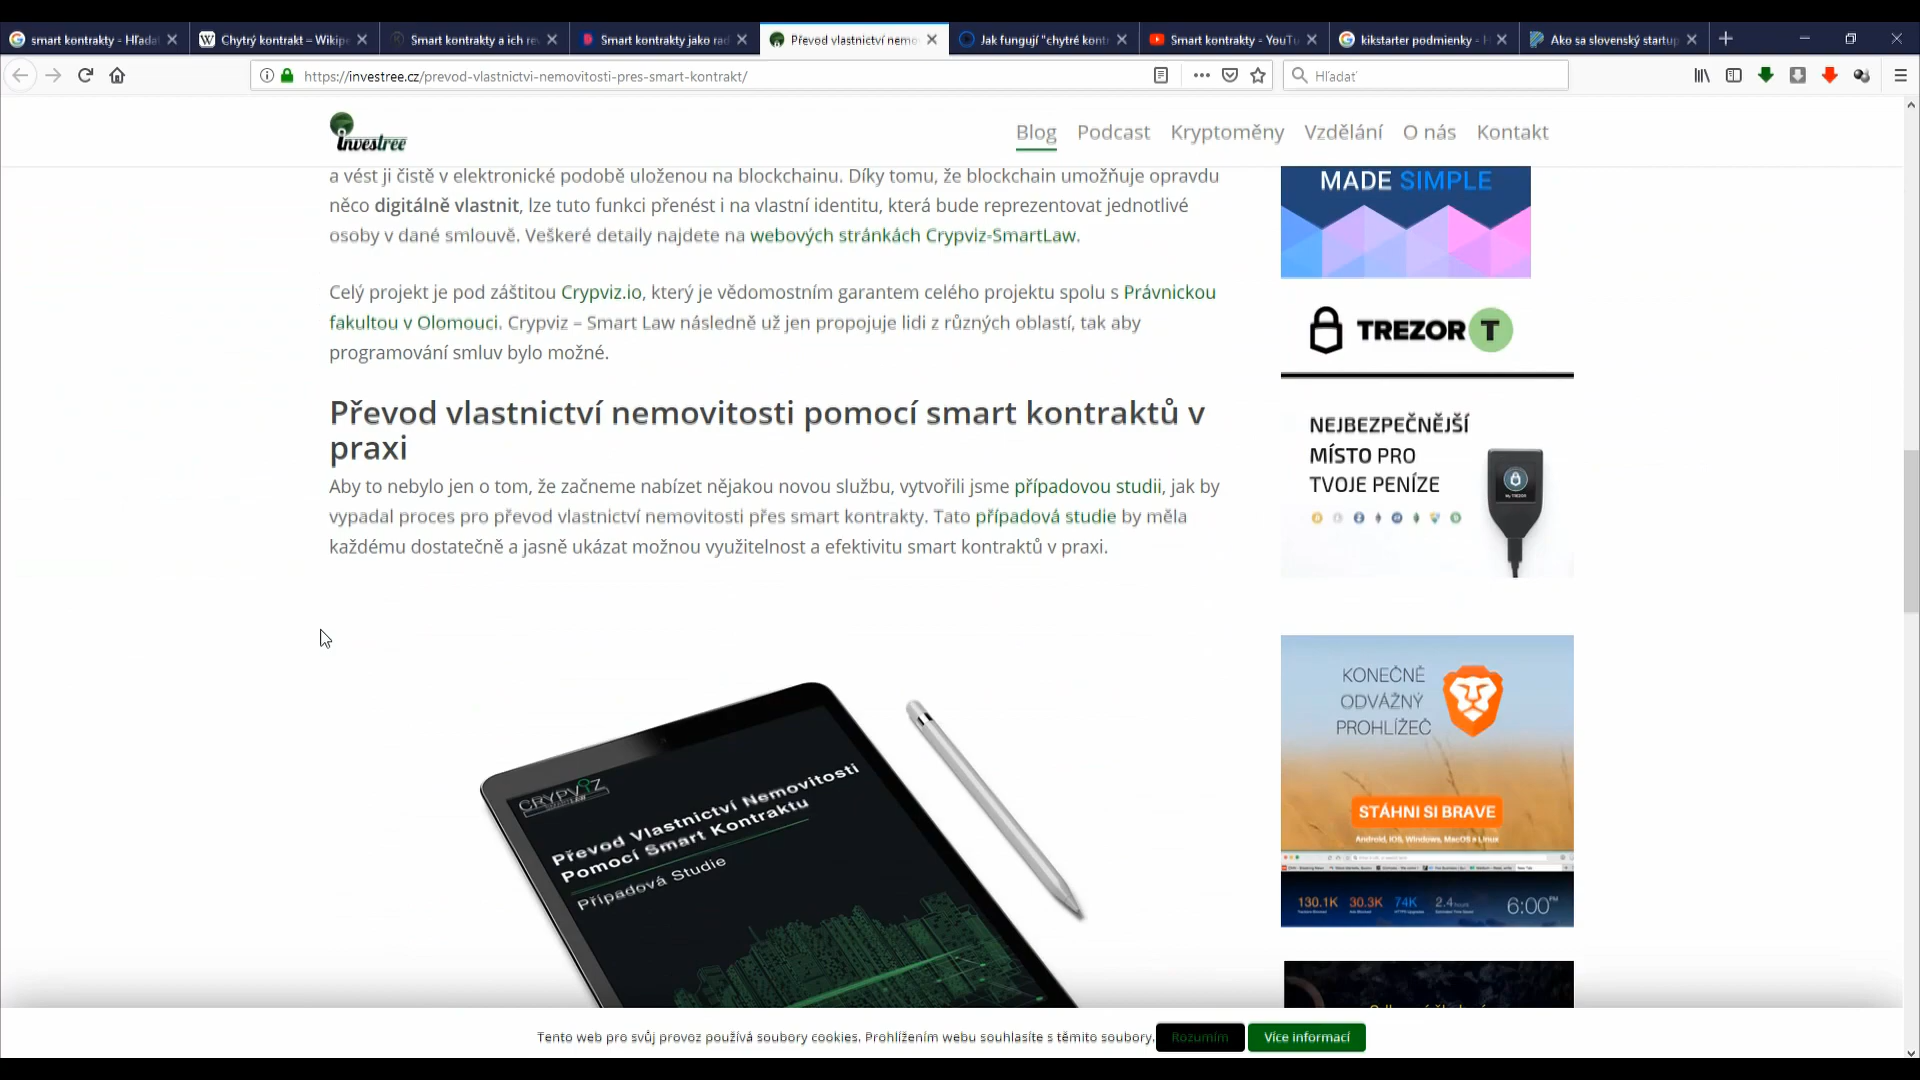 smart kontrakty - Hľada
Chytrý kontrakt – Wikipe
Smart kontrakty a ich re
Smart kontrakty jako rad
Převod vlastnictví nemo
Jak fungují "chytré kont
Smart kontrakty - YouTu
kikstarter podmienky - H
Ako sa slovenský startup
https://investree.cz/prevod-vlastnictvi-nemovitosti-pres-smart-kontrakt/
Hľadať
investree
Blog
Podcast
Kryptoměny
Vzdělání
O nás
Kontakt
a vést ji čistě v elektronické podobě uloženou na blockchainu. Díky tomu, že blockchain umožňuje opravdu
něco digitálně vlastnit, lze tuto funkci přenést i na vlastní identitu, která bude reprezentovat jednotlivé
osoby v dané smlouvě. Veškeré detaily najdete na webových stránkách Crypviz-SmartLaw.
Celý projekt je pod záštitou Crypviz.io, který je vědomostním garantem celého projektu spolu s Právnickou
fakultou v Olomouci. Crypviz – Smart Law následně už jen propojuje lidi z různých oblastí, tak aby
programování smluv bylo možné.
Převod vlastnictví nemovitosti pomocí smart kontraktů v
praxi
Aby to nebylo jen o tom, že začneme nabízet nějakou novou službu, vytvořili jsme případovou studii, jak by
vypadal proces pro převod vlastnictví nemovitosti přes smart kontrakty. Tato případová studie by měla
každému dostatečně a jasně ukázat možnou využitelnost a efektivitu smart kontraktů v praxi.
CRYPVIZ
Převod Vlastnictví Nemovitosti
Pomocí Smart Kontraktu
Případová Studie
MADE SIMPLE
TREZOR T
NEJBEZPEČNĚJŠÍ
MÍSTO PRO
TVOJE PENÍZE
KONEČNĚ
ODVÁŽNÝ
PROHLÍŽEČ
STÁHNI SI BRAVE
Android, iOS, Windows, MacOS a Linux
130.1K
30.3K
74K
2.4 hours
6:00 PM
Tento web pro svůj provoz používá soubory cookies. Prohlížením webu souhlasíte s těmito soubory.
Rozumím
Více informací